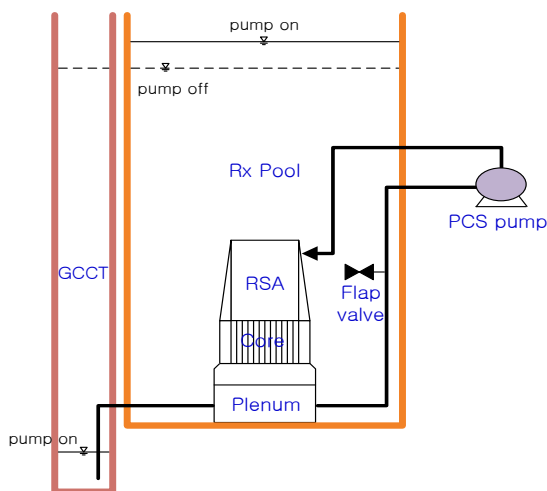 pump on
pump off
Rx Pool
PCS pump
GCCT
RSA
Flap
valve
Core
Plenum
pump on